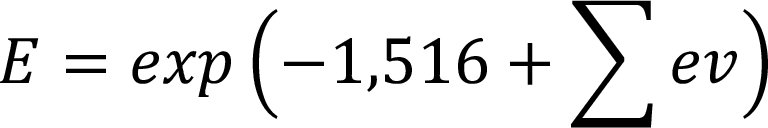 E = exp (−1,516 + ∑ ev)